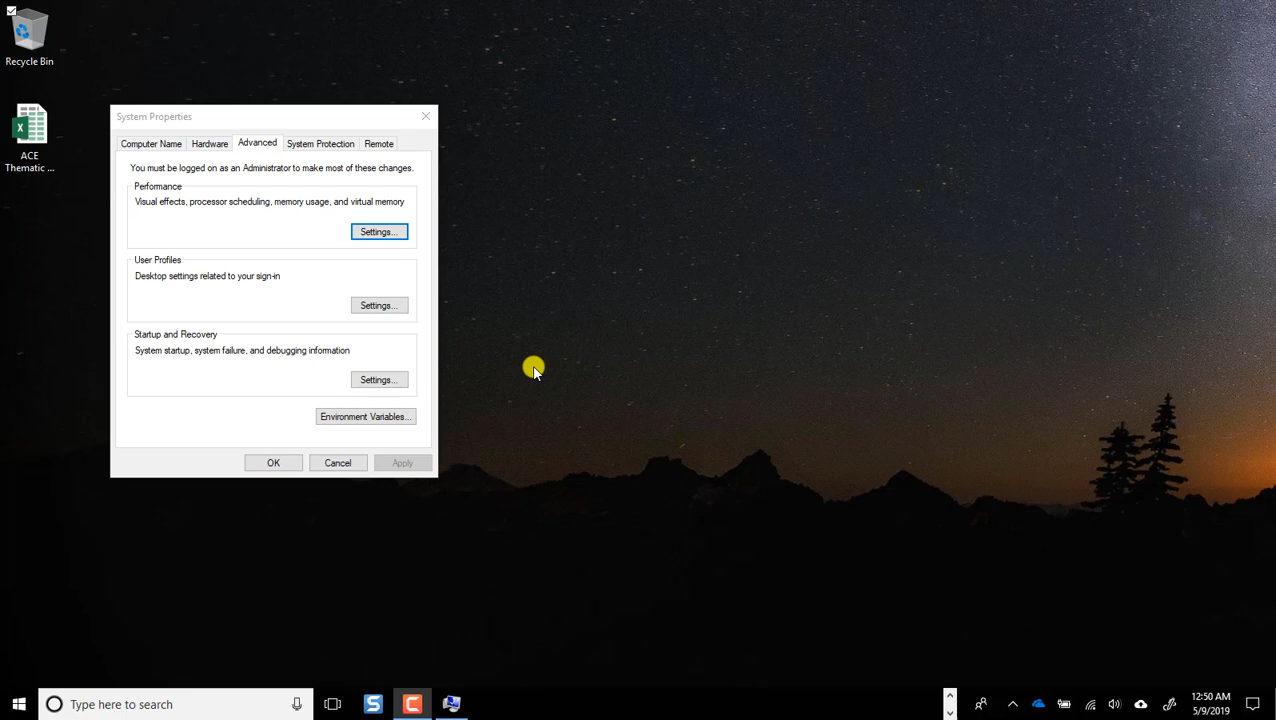 Recycle Bin
ACE
Thematic ...
System Properties
Computer Name Hardware Advanced System Protection Remote
You must be logged on as an Administrator to make most of these changes.
Performance
Visual effects, processor scheduling, memory usage, and virtual memory
Settings...
User Profiles
Desktop settings related to your sign-in
Settings...
Startup and Recovery
System startup, system failure, and debugging information
Settings...
Environment Variables...
OK Cancel Apply
Type here to search
12:50 AM
5/9/2019